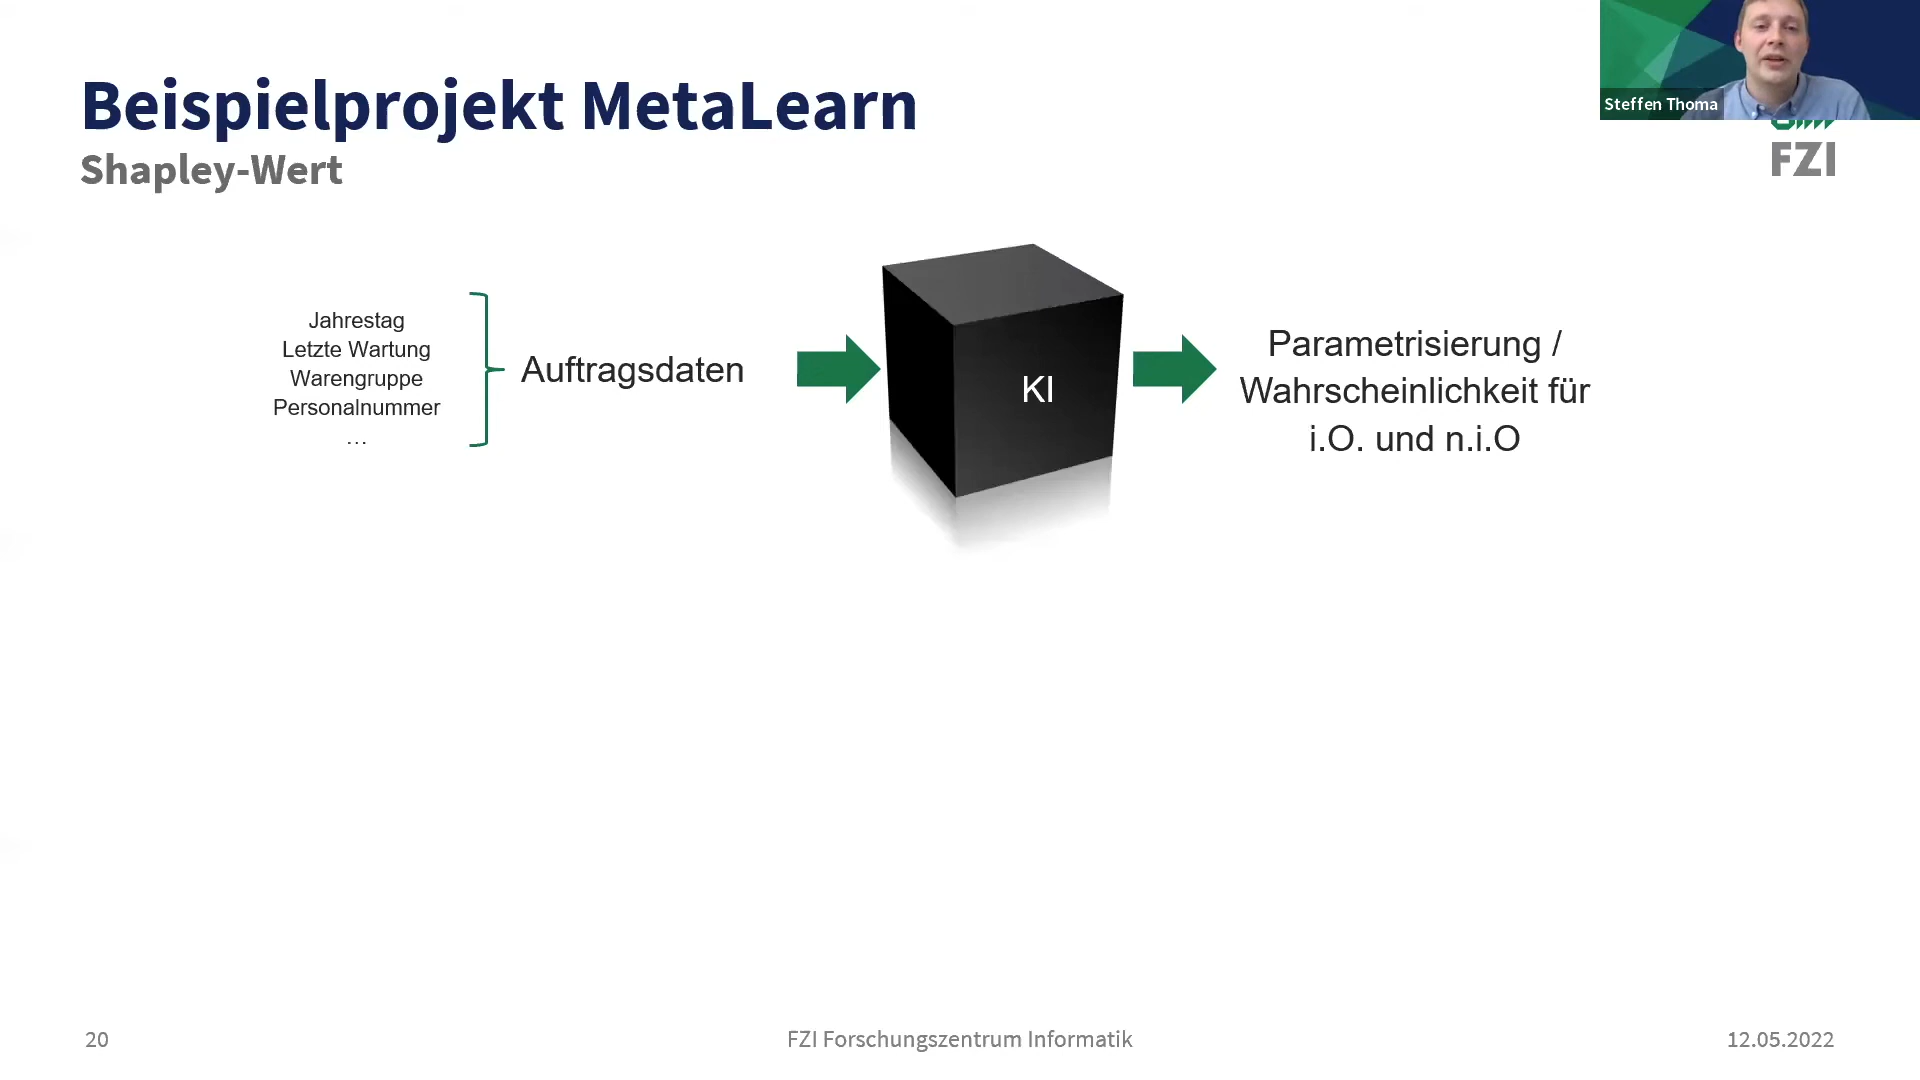 Steffen Thoma
Beispielprojekt MetaLearn
Shapley-Wert
FZI
Jahrestag
Letzte Wartung
Warengruppe
Personalnummer
…
Auftragsdaten
KI
Parametrisierung /
Wahrscheinlichkeit für
i.O. und n.i.O
20
FZI Forschungszentrum Informatik
12.05.2022